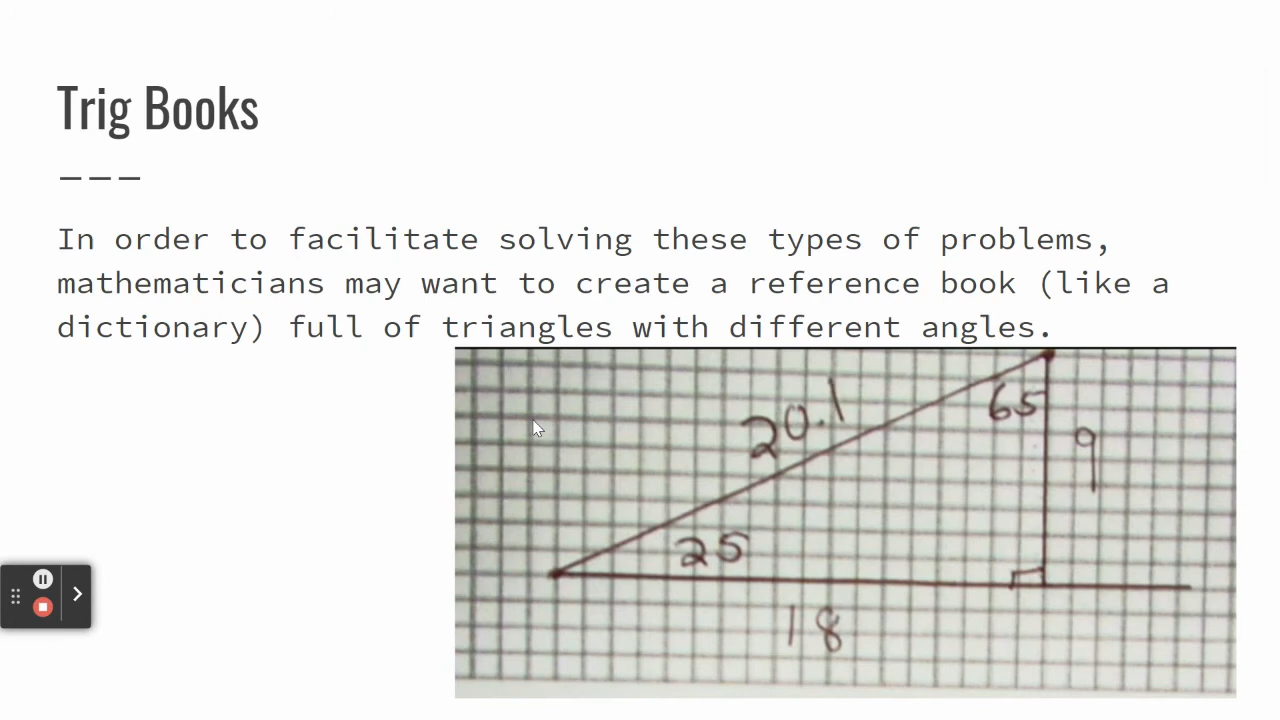 Trig Books
In order to facilitate solving these types of problems,
mathematicians may want to create a reference book (like a
dictionary) full of triangles with different angles.
20.1
65
9
25
18